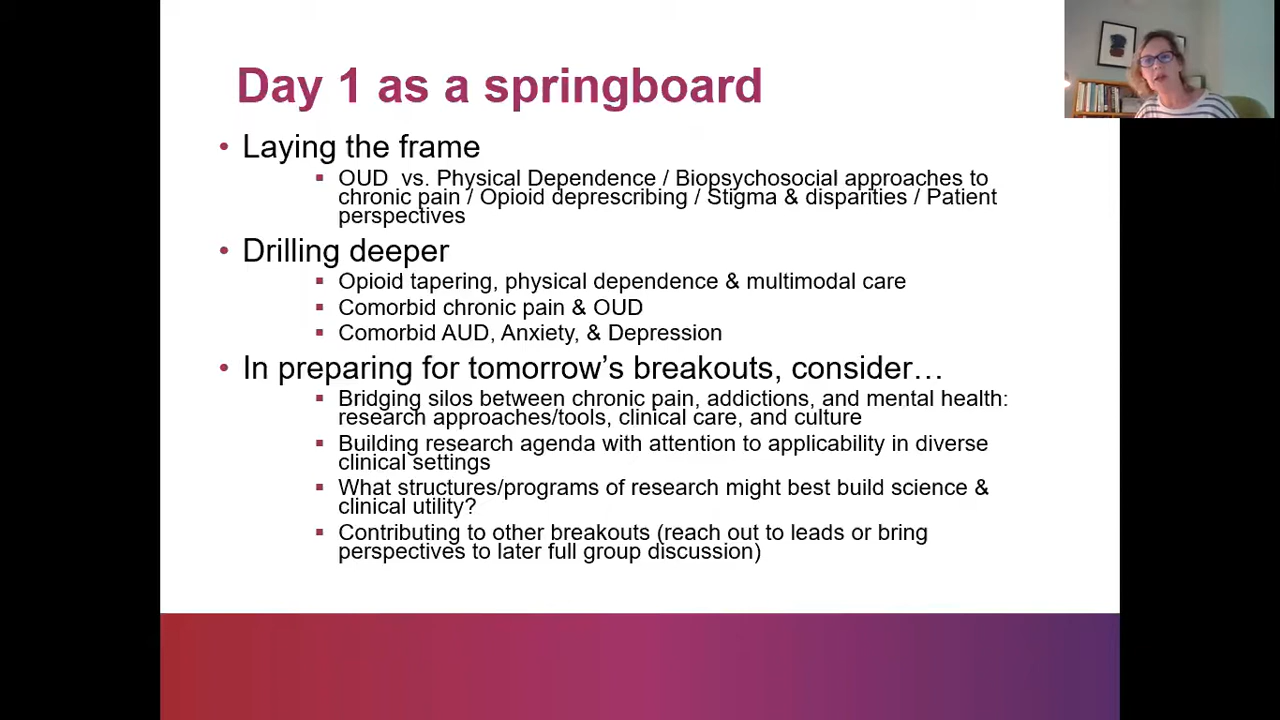 Day 1 as a springboard
• Laying the frame
▪ OUD vs. Physical Dependence / Biopsychosocial approaches to
chronic pain / Opioid deprescribing / Stigma & disparities / Patient
perspectives
• Drilling deeper
▪ Opioid tapering, physical dependence & multimodal care
▪ Comorbid chronic pain & OUD
▪ Comorbid AUD, Anxiety, & Depression
• In preparing for tomorrow’s breakouts, consider…
▪ Bridging silos between chronic pain, addictions, and mental health:
research approaches/tools, clinical care, and culture
▪ Building research agenda with attention to applicability in diverse
clinical settings
▪ What structures/programs of research might best build science &
clinical utility?
▪ Contributing to other breakouts (reach out to leads or bring
perspectives to later full group discussion)